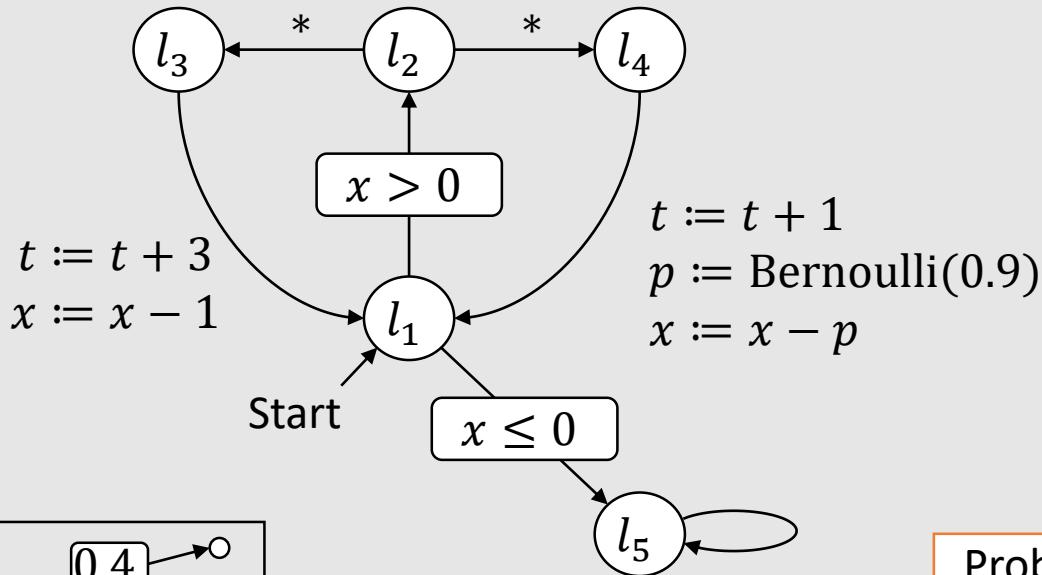 l₃
*
l₂
*
l₄
x > 0
t := t + 3
x := x − 1
t := t + 1
p := Bernoulli(0.9)
x := x − p
l₁
Start
x ≤ 0
l₅
0.4
Prob